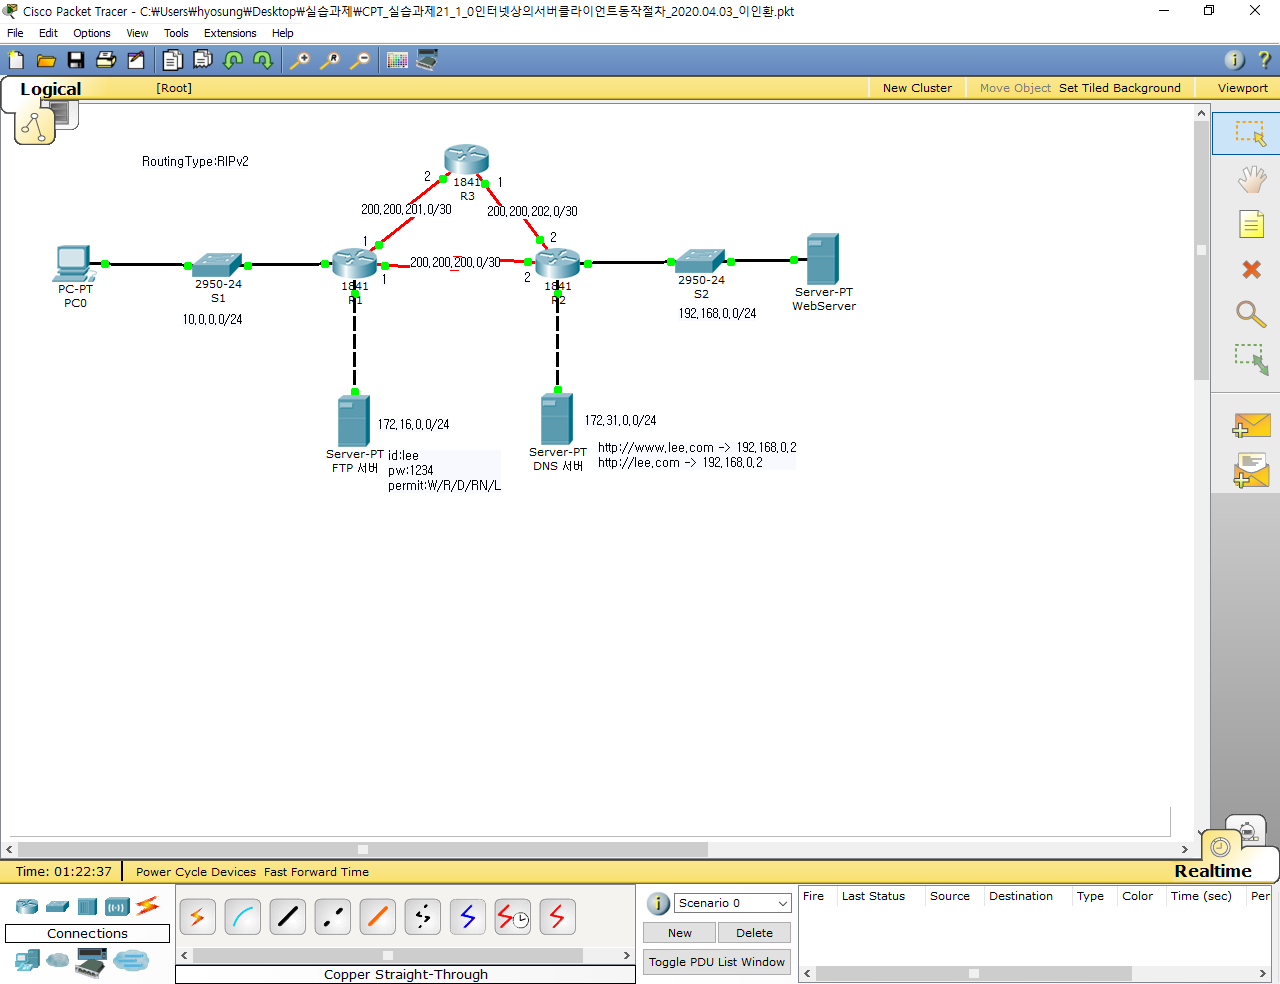 Cisco Packet Tracer - C:₩Users₩hyosung₩Desktop₩실습과제₩CPT_실습과제21_1_0인터넷상의서버클라이언트동작절차_2020.04.03_이인환.pkt
File Edit Options View Tools Extensions Help
Logical [Root] New Cluster Move Object Set Tiled Background Viewport
RoutingType:RIPv2
2
1841
R3
1
200.200.201.0/30
200.200.202.0/30
1
2
200.200.200.0/30
1
2
PC-PT
PC0
2950-24
S1
10.0.0.0/24
1841
R1
1841
R2
2950-24
S2
192.168.0.0/24
Server-PT
WebServer
172.16.0.0/24
Server-PT
FTP 서버
id:lee
pw:1234
permit:W/R/D/RN/L
172.31.0.0/24
Server-PT
DNS 서버
http://www.lee.com -> 192.168.0.2
http://lee.com -> 192.168.0.2
Time: 01:22:37 Power Cycle Devices Fast Forward Time Realtime
Connections
Copper Straight-Through
Scenario 0
New Delete
Toggle PDU List Window
Fire Last Status Source Destination Type Color Time (sec) Per